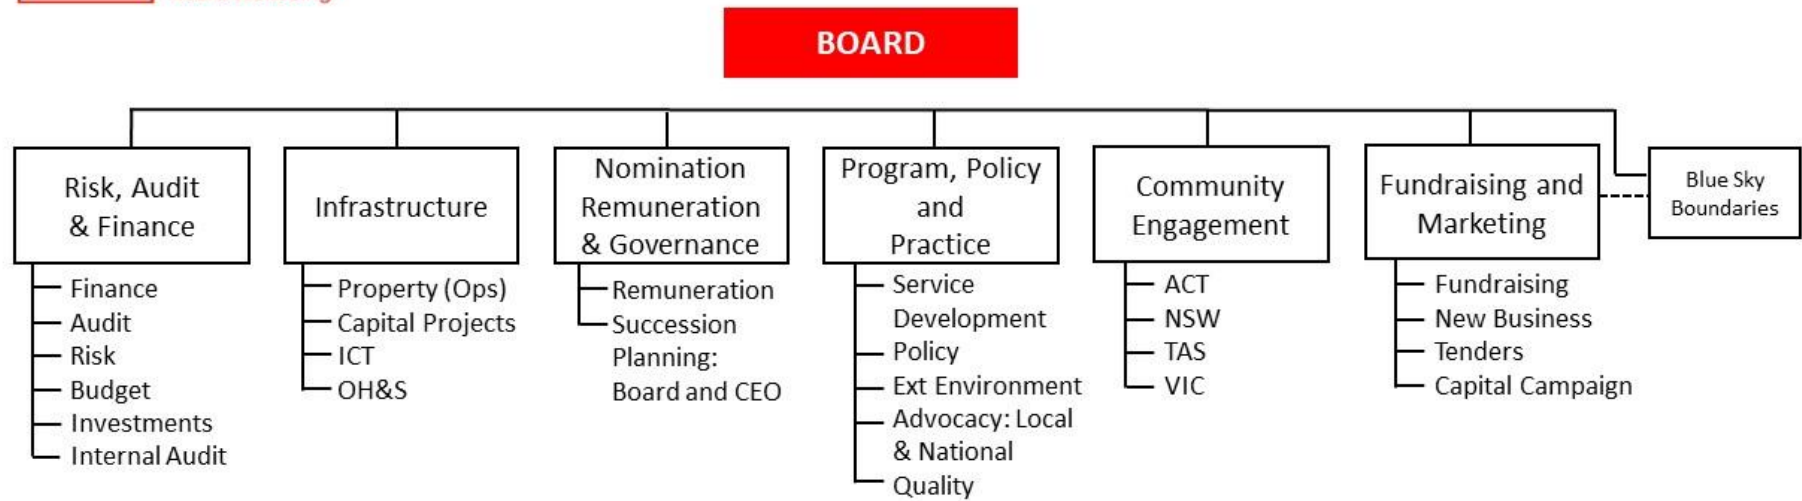 BOARD
Risk, Audit
& Finance
Finance
Audit
Risk
Budget
Investments
Internal Audit
Infrastructure
Property (Ops)
Capital Projects
ICT
OH&S
Nomination
Remuneration
& Governance
Remuneration
Succession
Planning:
Board and CEO
Program, Policy
and
Practice
Service
Development
Policy
Ext Environment
Advocacy: Local
& National
Quality
Community
Engagement
ACT
NSW
TAS
VIC
Fundraising and
Marketing
Fundraising
New Business
Tenders
Capital Campaign
Blue Sky
Boundaries